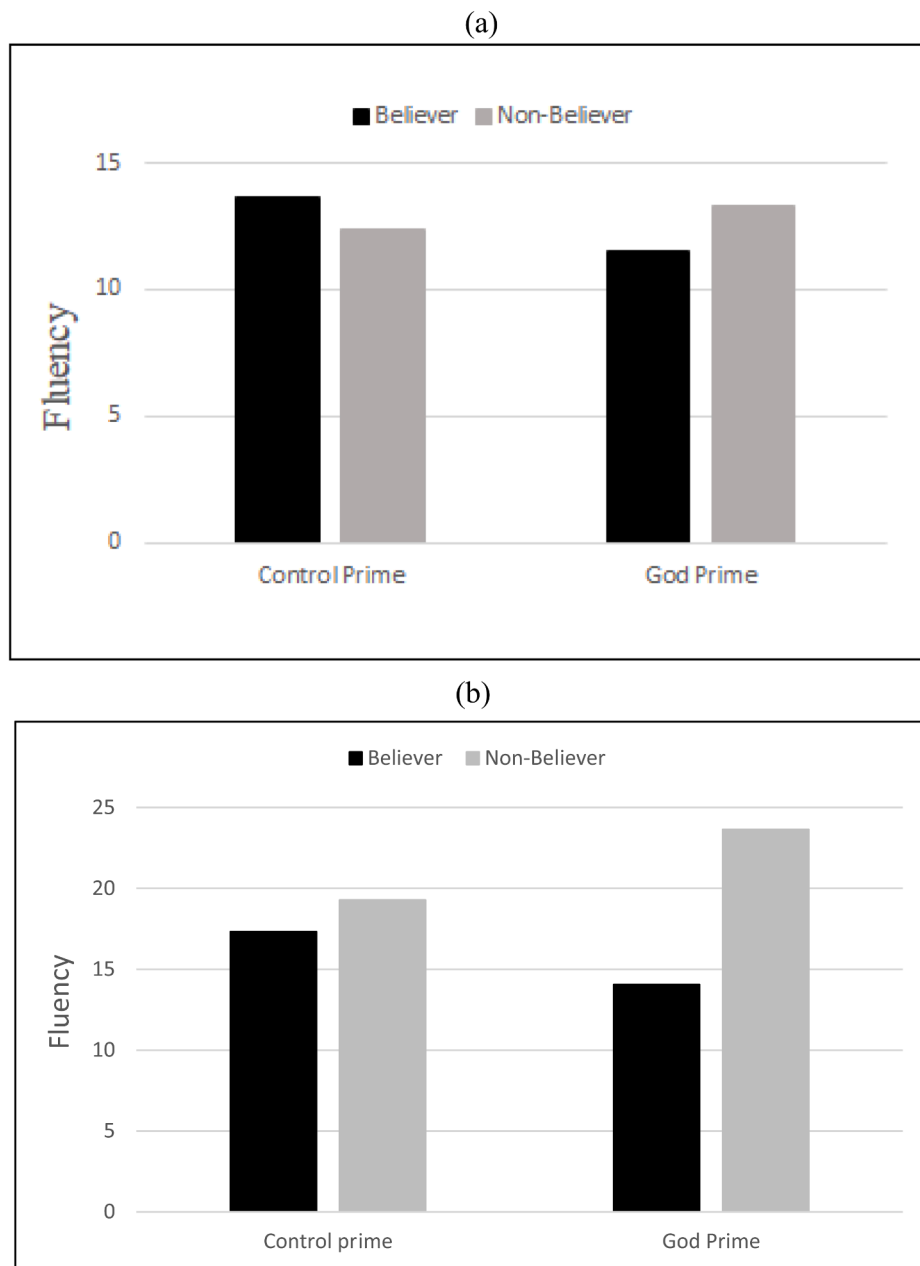 (a)
Believer Non-Believer
15
10
5
0
Fluency
Control Prime God Prime
(b)
Believer Non-Believer
25
20
15
10
5
0
Fluency
Control prime God Prime